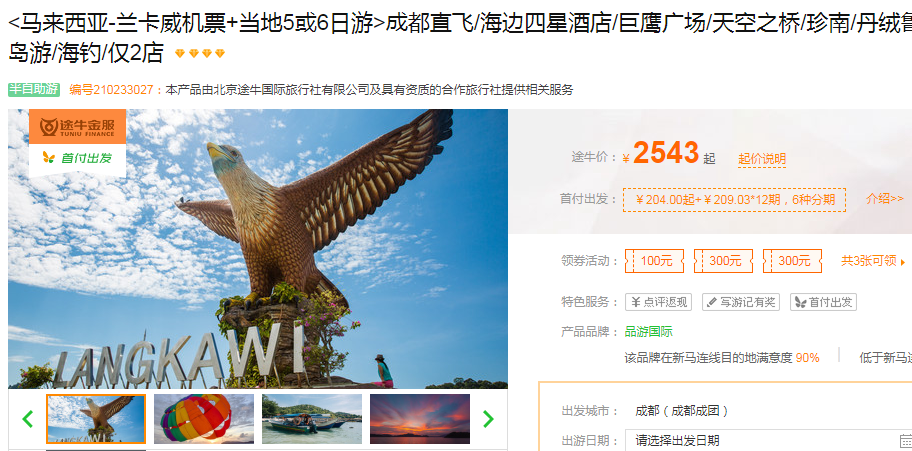 <马来西亚-兰卡威机票+当地5或6日游>成都直飞/海边四星酒店/巨鹰广场/天空之桥/珍南/丹绒鲁
岛游/海钓/仅2店
半自助游 编号210233027：本产品由北京途牛国际旅行社有限公司及具有资质的合作旅行社提供相关服务
途牛金服
TUNIU FINANCE
首付出发
LANGKAWI
途牛价： ¥2543起 起价说明
首付出发： ¥204.00起+¥209.03*12期，6种分期 介绍>>
领券活动： 100元 300元 300元 共3张可领
特色服务： ¥点评返现 写游记有奖 首付出发
产品品牌： 品游国际
该品牌在新马连线目的地满意度 90% 低于新马连
出发城市： 成都（成都成团）
出游日期： 请选择出发日期